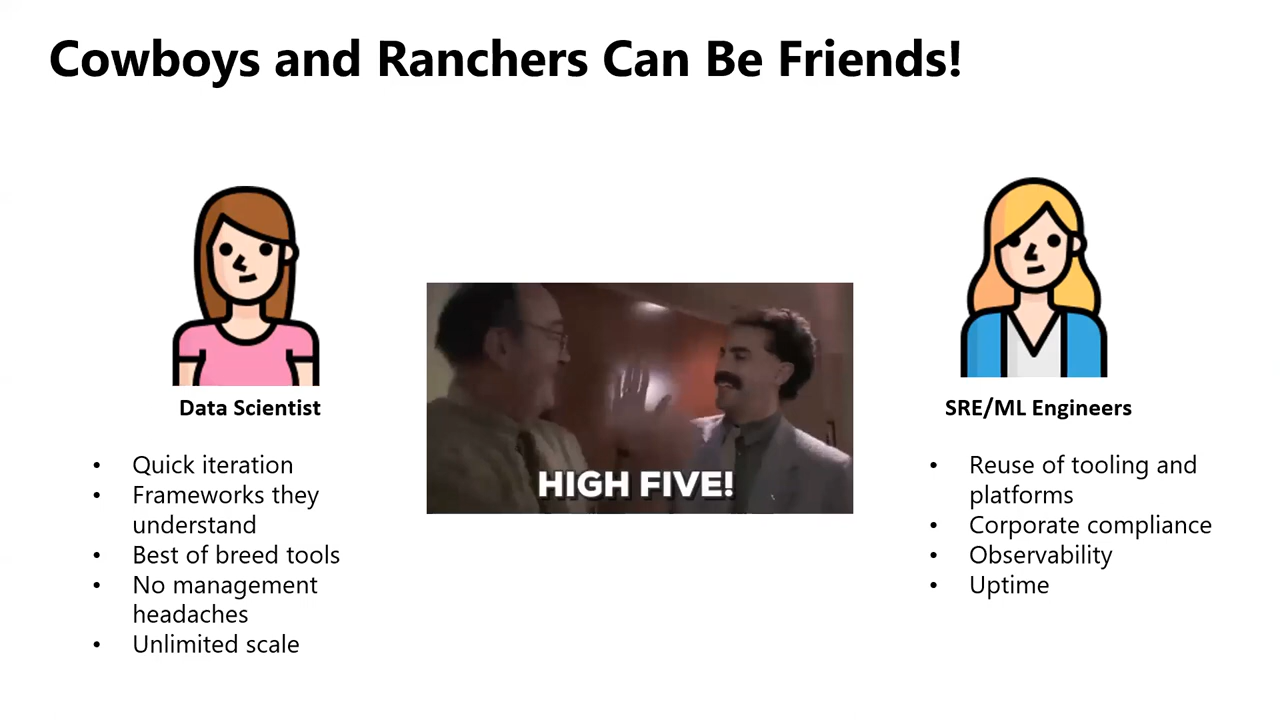 Cowboys and Ranchers Can Be Friends!
Data Scientist
• Quick iteration
• Frameworks they
understand
• Best of breed tools
• No management
headaches
• Unlimited scale
HIGH FIVE!
SRE/ML Engineers
• Reuse of tooling and
platforms
• Corporate compliance
• Observability
• Uptime